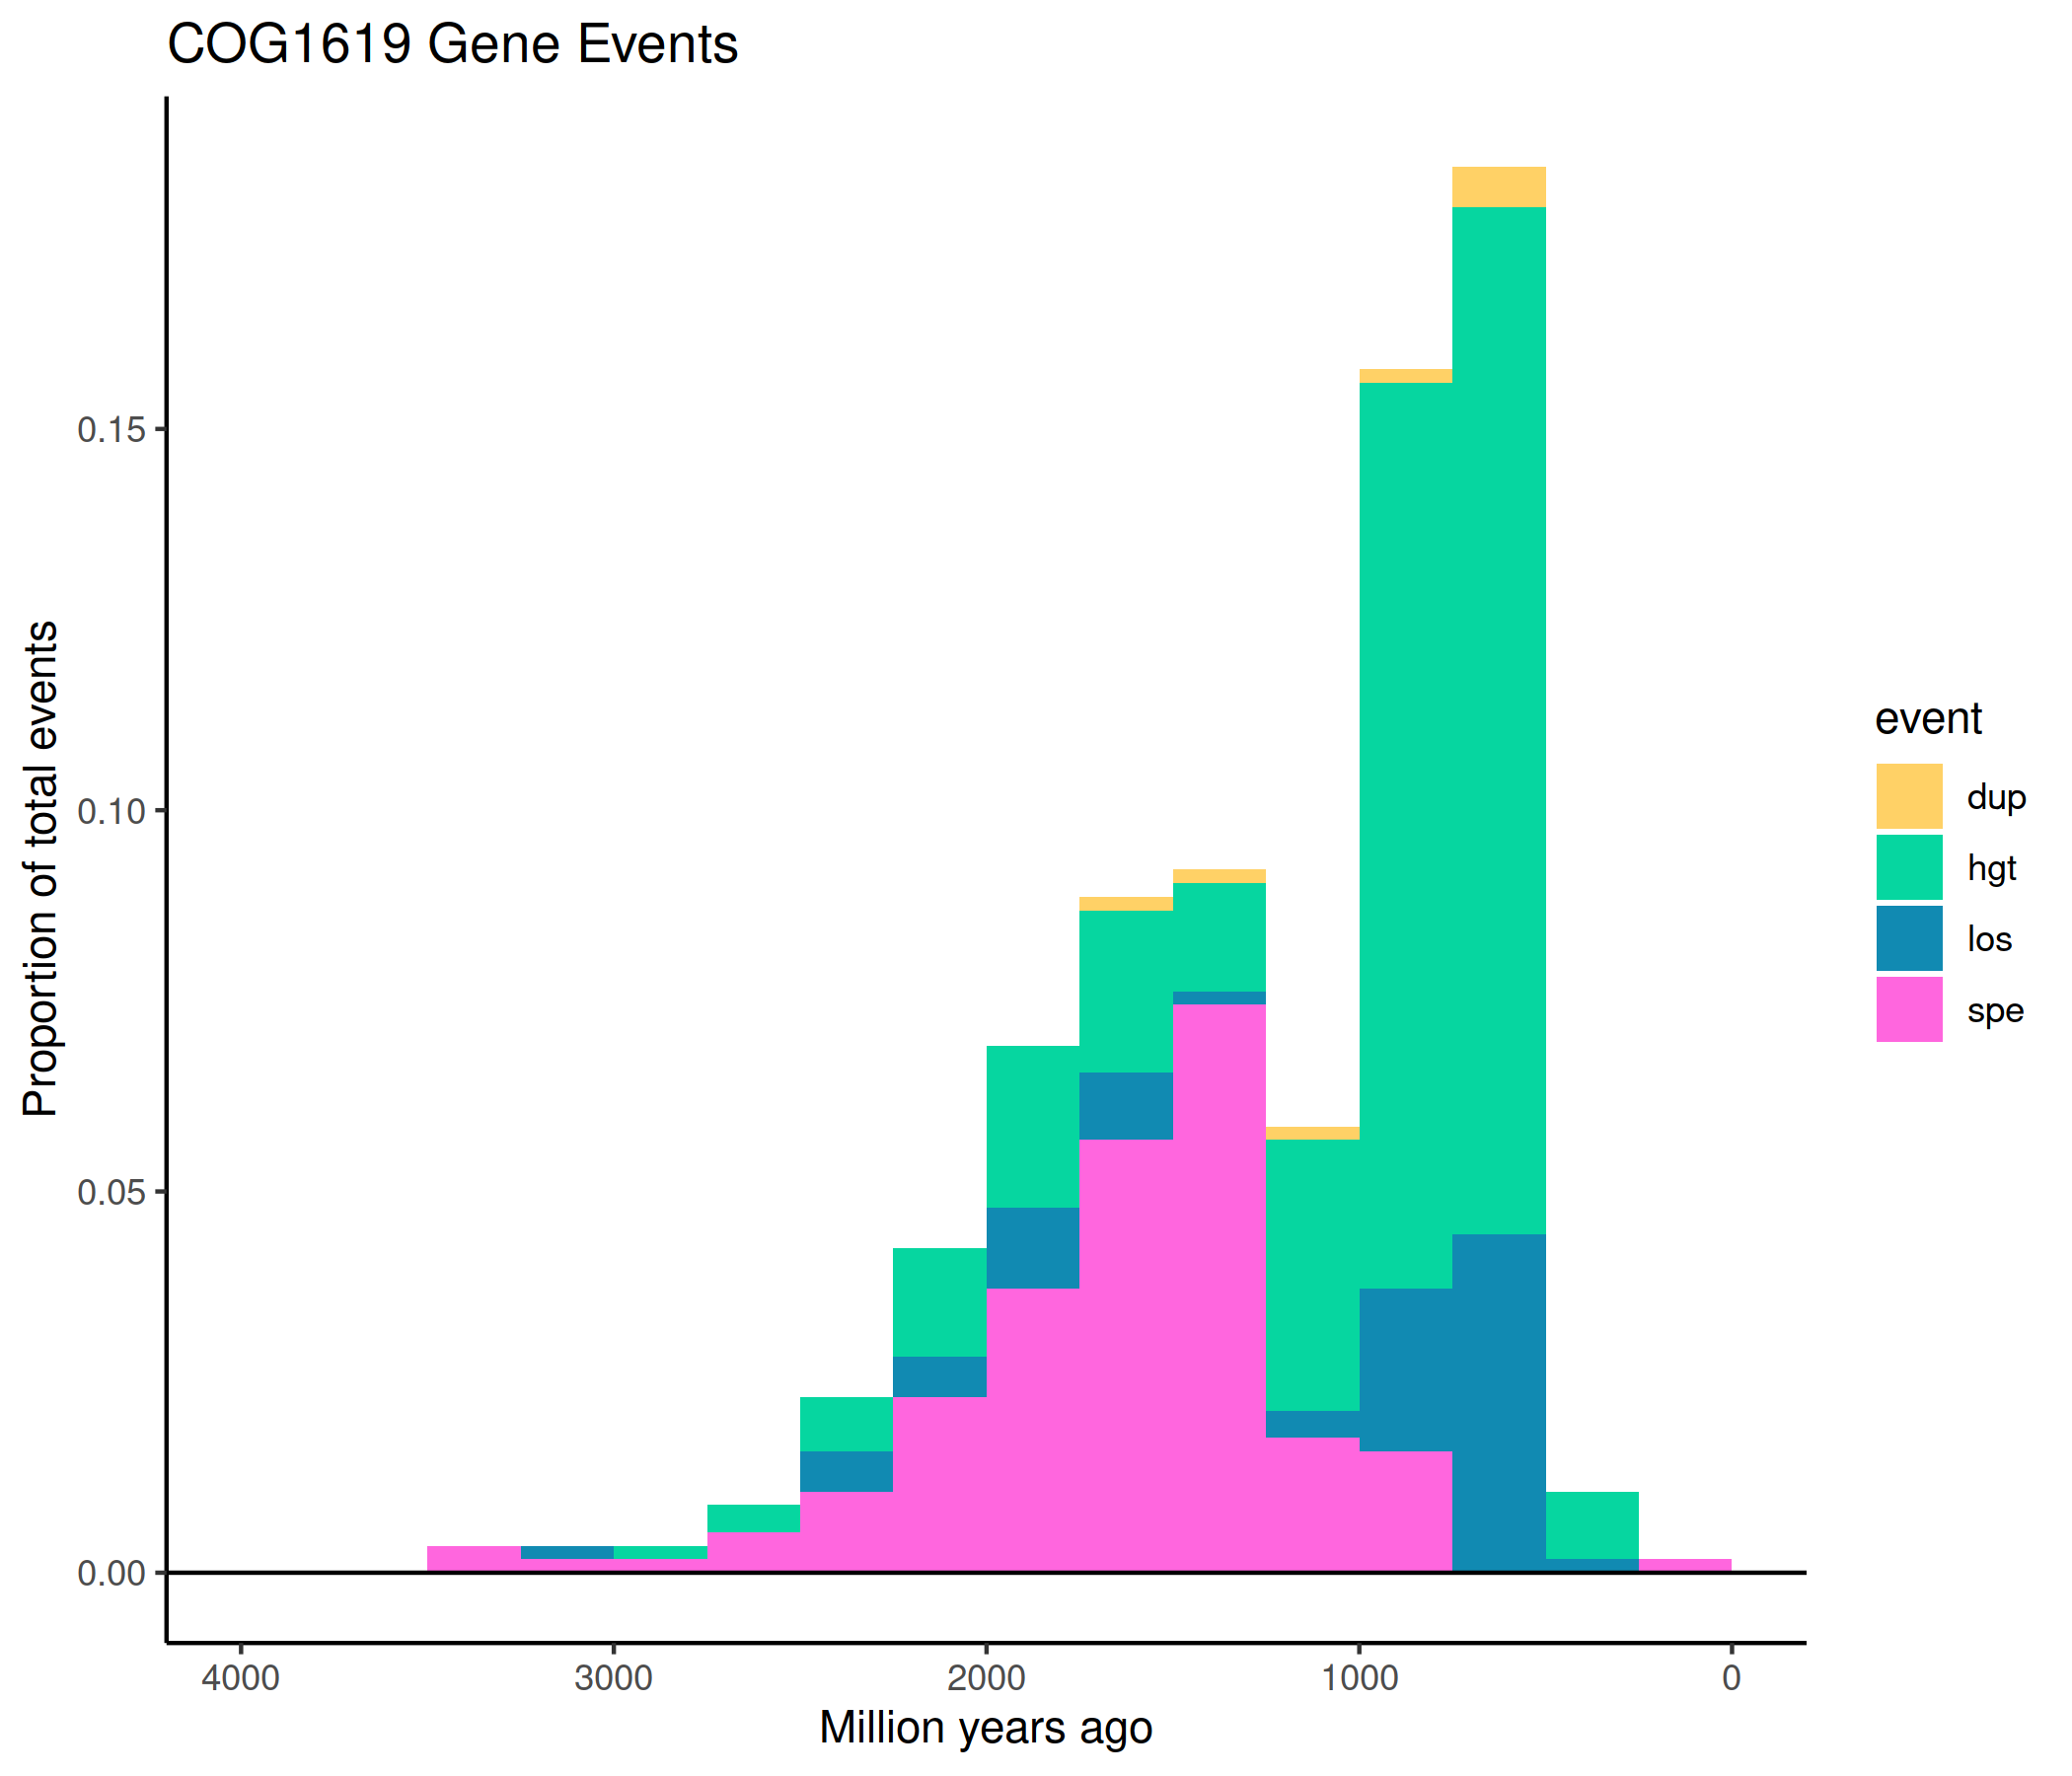 COG1619 Gene Events
Proportion of total events
0.15
0.10
0.05
0.00
4000 3000 2000 1000 0
Million years ago
event
dup
hgt
los
spe